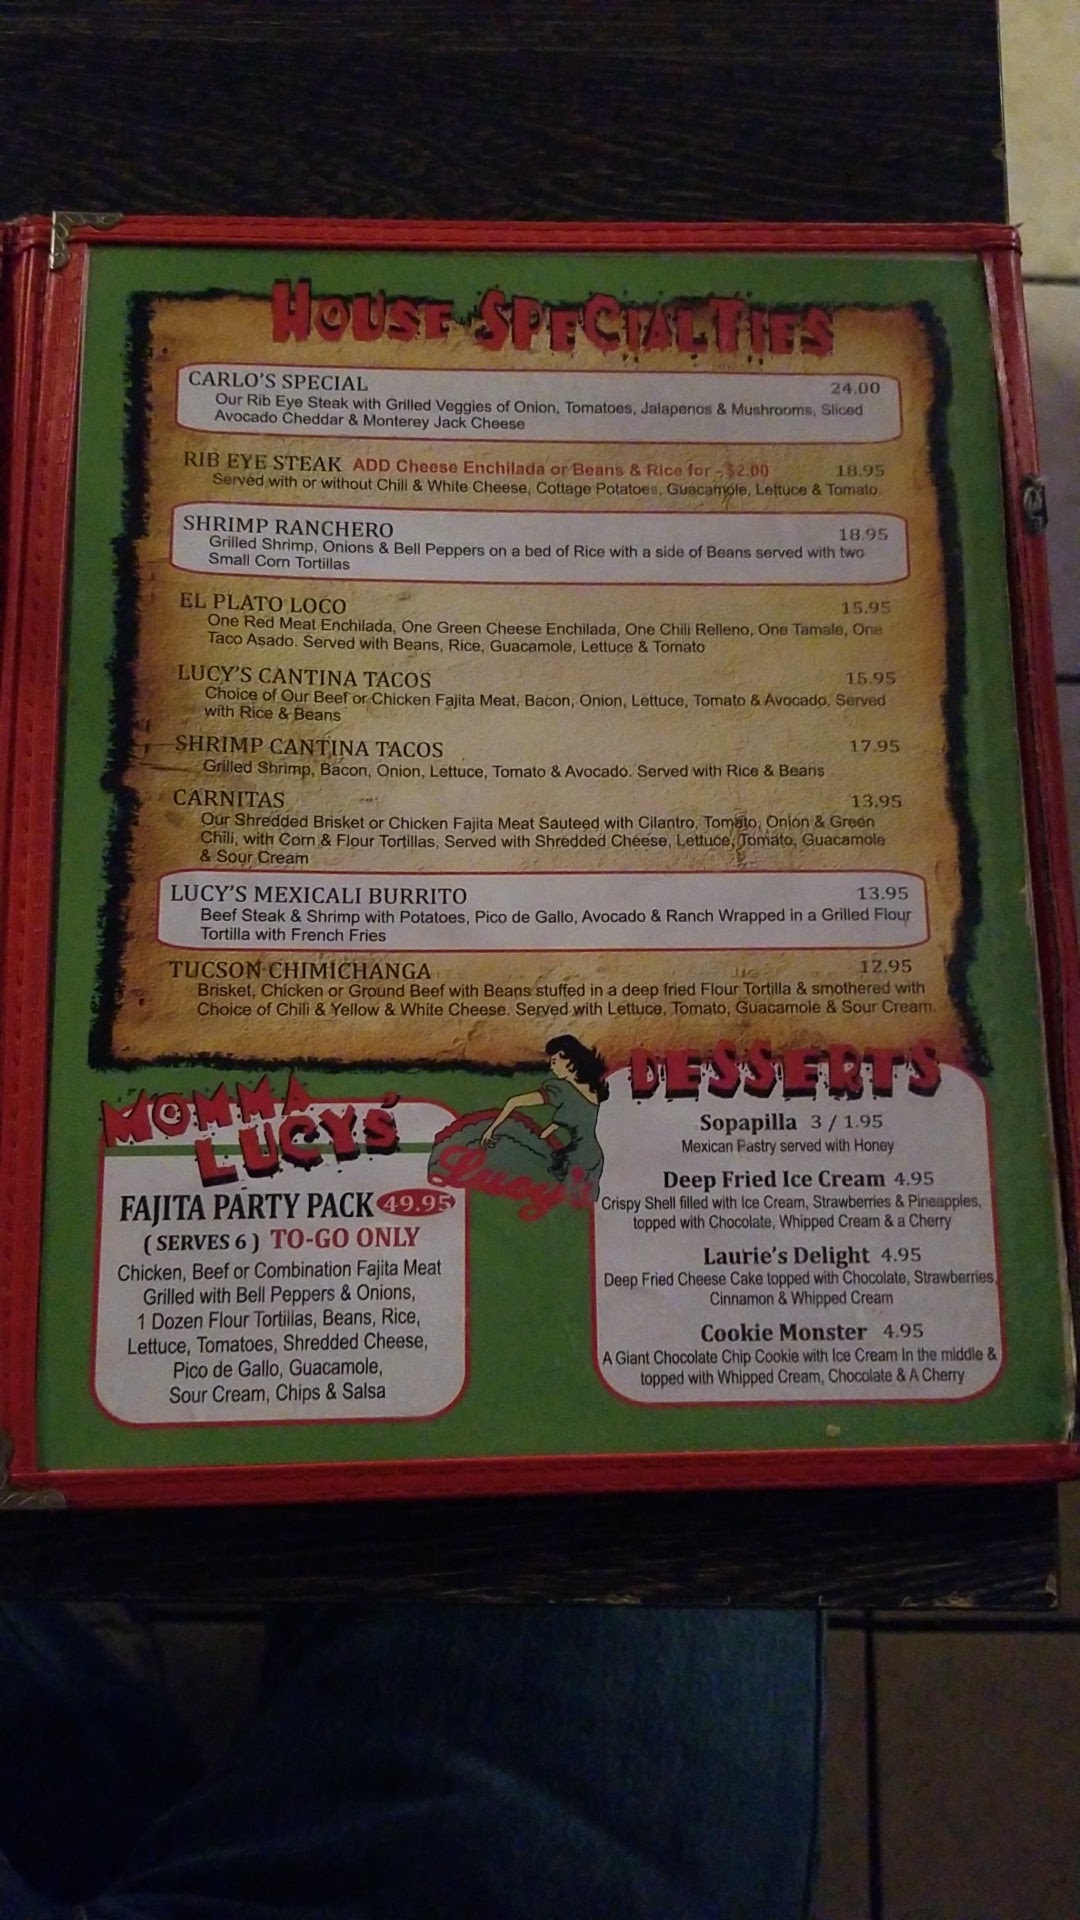 HOUSE SPECIALTIES
CARLO'S SPECIAL 24.00
Our Rib Eye Steak with Grilled Veggies of Onion, Tomatoes, Jalapenos & Mushrooms, Sliced
Avocado Cheddar & Monterey Jack Cheese
RIB EYE STEAK ADD Cheese Enchilada or Beans & Rice for - $2.00 18.95
Served with or without Chili & White Cheese, Cottage Potatoes, Guacamole, Lettuce & Tomato.
SHRIMP RANCHERO 18.95
Grilled Shrimp, Onions & Bell Peppers on a bed of Rice with a side of Beans served with two
Small Corn Tortillas
EL PLATO LOCO 15.95
One Red Meat Enchilada, One Green Cheese Enchilada, One Chili Relleno, One Tamale, One
Taco Asado. Served with Beans, Rice, Guacamole, Lettuce & Tomato
LUCY'S CANTINA TACOS 15.95
Choice of Our Beef or Chicken Fajita Meat, Bacon, Onion, Lettuce, Tomato & Avocado. Served
with Rice & Beans
SHRIMP CANTINA TACOS 17.95
Grilled Shrimp, Bacon, Onion, Lettuce, Tomato & Avocado. Served with Rice & Beans
CARNITAS 13.95
Our Shredded Brisket or Chicken Fajita Meat Sauteed with Cilantro, Tomato, Onion & Green
Chili, with Corn & Flour Tortillas, Served with Shredded Cheese, Lettuce, Tomato, Guacamole
& Sour Cream
LUCY'S MEXICALI BURRITO 13.95
Beef Steak & Shrimp with Potatoes, Pico de Gallo, Avocado & Ranch Wrapped in a Grilled Flour
Tortilla with French Fries
TUCSON CHIMICHANGA 12.95
Brisket, Chicken or Ground Beef with Beans stuffed in a deep fried Flour Tortilla & smothered with
Choice of Chili & Yellow & White Cheese. Served with Lettuce, Tomato, Guacamole & Sour Cream.
MOMMA
LUCY'S
FAJITA PARTY PACK 49.95
( SERVES 6 ) TO-GO ONLY
Chicken, Beef or Combination Fajita Meat
Grilled with Bell Peppers & Onions,
1 Dozen Flour Tortillas, Beans, Rice,
Lettuce, Tomatoes, Shredded Cheese,
Pico de Gallo, Guacamole,
Sour Cream, Chips & Salsa
Lucy's
DESSERTS
Sopapilla 3 / 1.95
Mexican Pastry served with Honey
Deep Fried Ice Cream 4.95
Crispy Shell filled with Ice Cream, Strawberries & Pineapples,
topped with Chocolate, Whipped Cream & a Cherry
Laurie's Delight 4.95
Deep Fried Cheese Cake topped with Chocolate, Strawberries,
Cinnamon & Whipped Cream
Cookie Monster 4.95
A Giant Chocolate Chip Cookie with Ice Cream In the middle &
topped with Whipped Cream, Chocolate & A Cherry